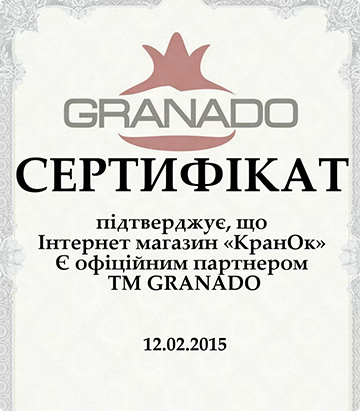 GRANADO
СЕРТИФІКАТ
підтверджує, що
Інтернет магазин «КранОк»
Є офіційним партнером
ТМ GRANADO
12.02.2015